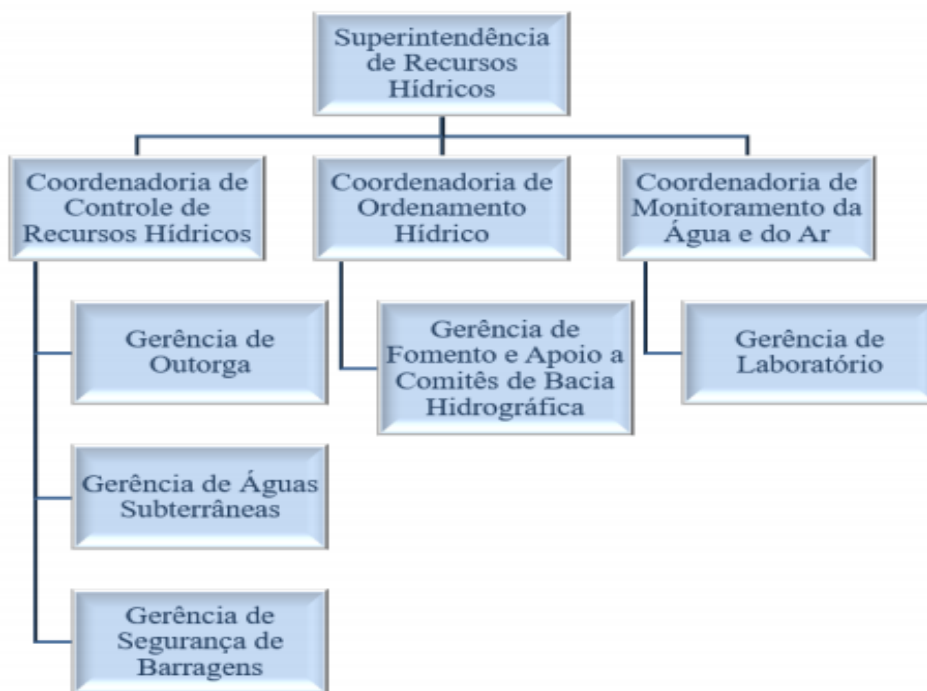 Superintendência
de Recursos
Hídricos
Coordenadoria de
Controle de
Recursos Hídricos
Coordenadoria de
Ordenamento
Hídrico
Coordenadoria de
Monitoramento da
Água e do Ar
Gerência de
Outorga
Gerência de
Fomento e Apoio a
Comitês de Bacia
Hidrográfica
Gerência de
Laboratório
Gerência de Águas
Subterrâneas
Gerência de
Segurança de
Barragens